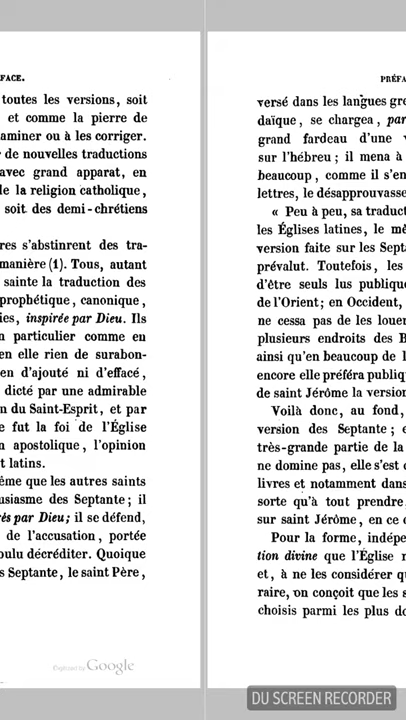 FACE.
toutes les versions, soit
et comme la pierre de
aminer ou à les corriger.
r de nouvelles traductions
avec grand apparat, en
le la religion catholique,
soit des demi-chrétiens
res s'abstinrent des tra-
manière (1). Tous, autant
sainte la traduction des
prophétique, canonique,
ies, inspirée par Dieu. Ils
n particulier comme eu
en elle rien de surabon-
en d'ajouté ni d'effacé,
dicté par une admirable
n du Saint-Esprit, et par
e fut la foi de l'Église
n apostolique, l'opinion
t latins.
ême que les autres saints
usiasme des Septante; il
rés par Dieu; il se défend,
de l'accusation, portée
oulu décréditer. Quoique
s Septante, le saint Père,
Digitized by Google
PRÉFA
versé dans les langues gre
daïque, se chargea, par
grand fardeau d'une v
sur l'hébreu; il mena à
beaucoup, comme il s'en
lettres, le désapprouvasse
« Peu à peu, sa traduct
les Églises latines, le mê
version faite sur les Sept
prévalut. Toutefois, les
d'être seuls lus publique
de l'Orient; en Occident,
ne cessa pas de les louer
plusieurs endroits des B
ainsi qu'en beaucoup de l
encore elle préféra publiq
de saint Jérôme la version
Voilà donc, au fond,
version des Septante; e
très-grande partie de la
ne domine pas, elle s'est c
livres et notamment dans
sorte qu'à tout prendre
sur saint Jérôme, en ce c
Pour la forme, indépe
tion divine que l'Église r
et, à ne les considérer qu
raire, on conçoit que les s
choisis parmi les plus do
DU SCREEN RECORDER